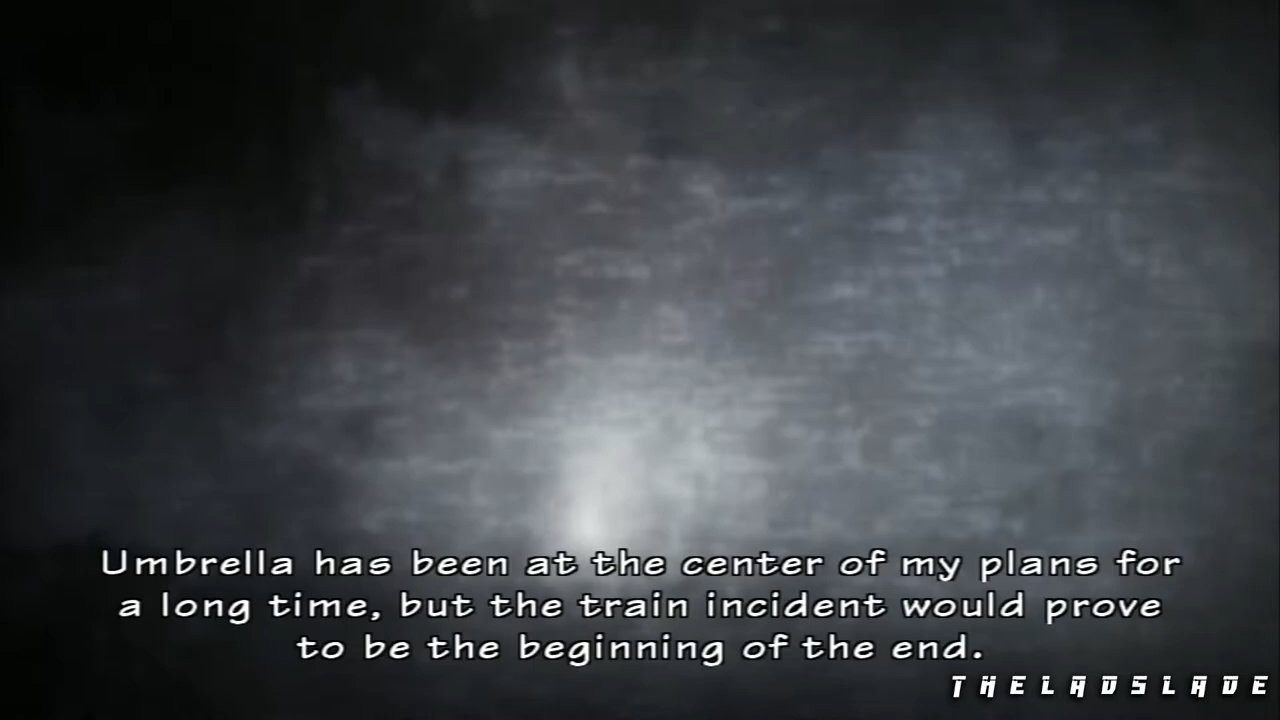 Umbrella has been at the center of my plans for
a long time, but the train incident would prove
to be the beginning of the end.
THELADSLADE